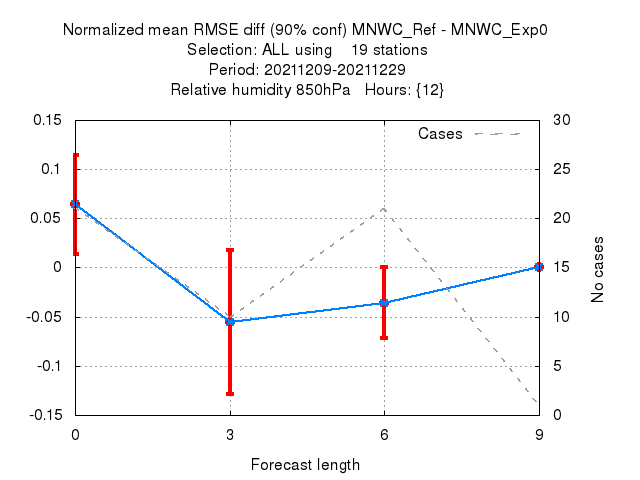 Normalized mean RMSE diff (90% conf) MNWC_Ref - MNWC_Exp0
Selection: ALL using    19 stations
Period: 20211209-20211229
Relative humidity 850hPa   Hours: {12}
0.15
0.1
0.05
0
-0.05
-0.1
-0.15
Cases
30
25
20
15
10
5
0
No cases
0
3
6
9
Forecast length